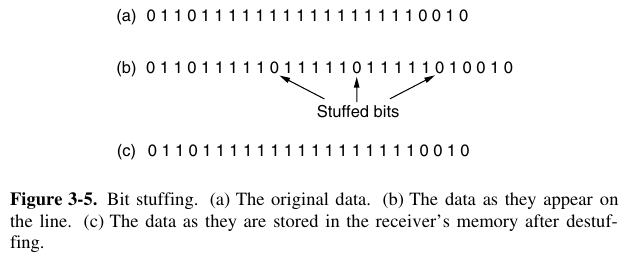 (a) 0 1 1 0 1 1 1 1 1 1 1 1 1 1 1 1 1 1 1 1 0 0 1 0
(b) 0 1 1 0 1 1 1 1 1 0 1 1 1 1 1 0 1 1 1 1 1 0 1 0 0 1 0
Stuffed bits
(c) 0 1 1 0 1 1 1 1 1 1 1 1 1 1 1 1 1 1 1 1 0 0 1 0
Figure 3-5. Bit stuffing. (a) The original data. (b) The data as they appear on
the line. (c) The data as they are stored in the receiver's memory after destuf-
fing.